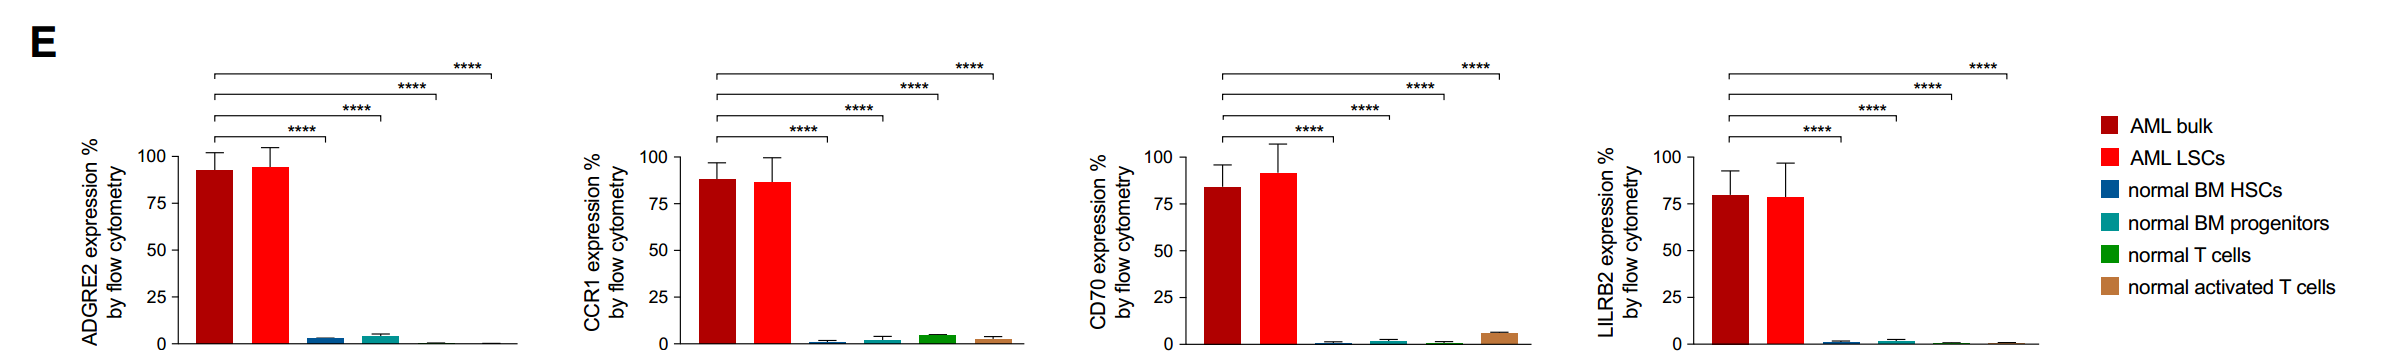 E
ADGRE2 expression %
by flow cytometry
100
75
50
25
0
****
****
****
****
CCR1 expression %
by flow cytometry
100
75
50
25
0
****
****
****
****
CD70 expression %
by flow cytometry
100
75
50
25
0
****
****
****
****
LILRB2 expression %
by flow cytometry
100
75
50
25
0
****
****
****
****
AML bulk
AML LSCs
normal BM HSCs
normal BM progenitors
normal T cells
normal activated T cells